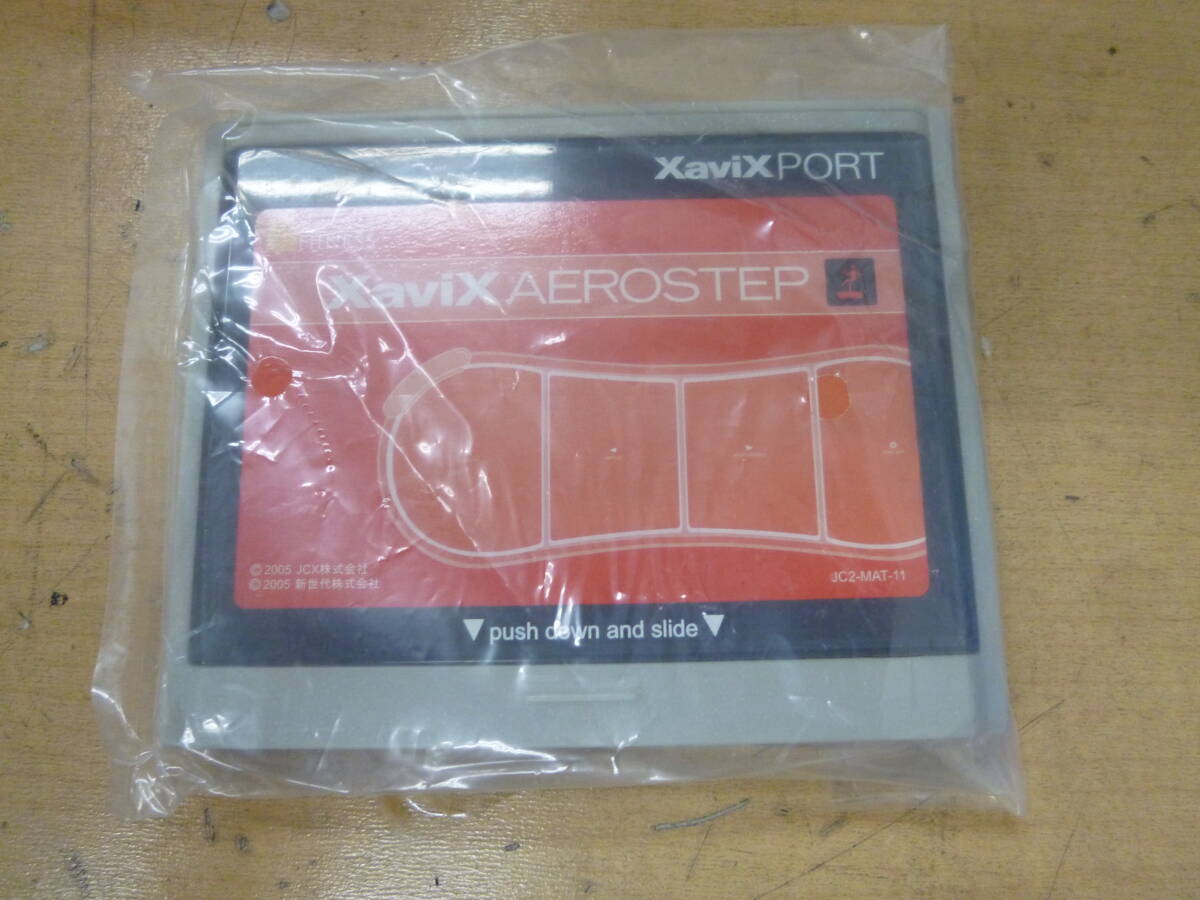 XaviXPORT
FITNESS
XaviX AEROSTEP
© 2005 JCX株式会社
© 2005 新世代株式会社
JC2-MAT-11
▼ push down and slide ▼